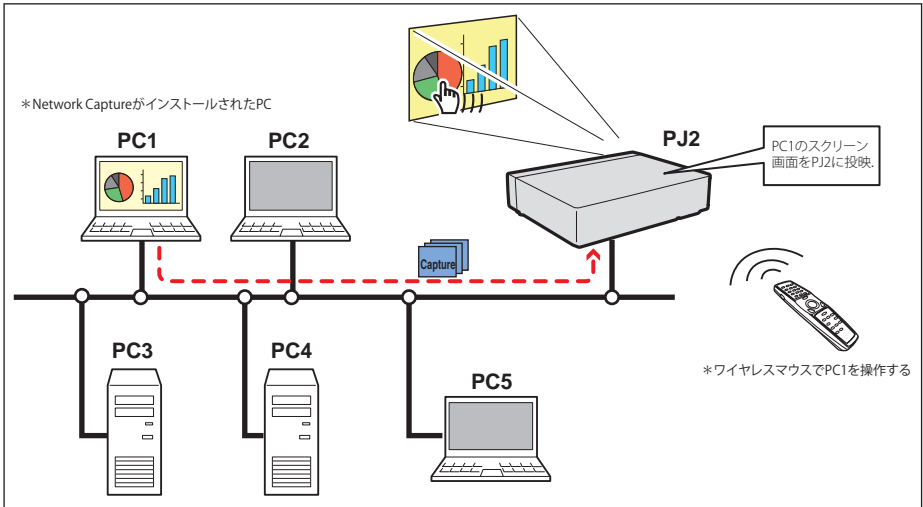 ＊Network CaptureがインストールされたPC
PC1
PC2
PJ2
PC1のスクリーン
画面をPJ2に投映.
Capture
PC3
PC4
PC5
＊ワイヤレスマウスでPC1を操作する